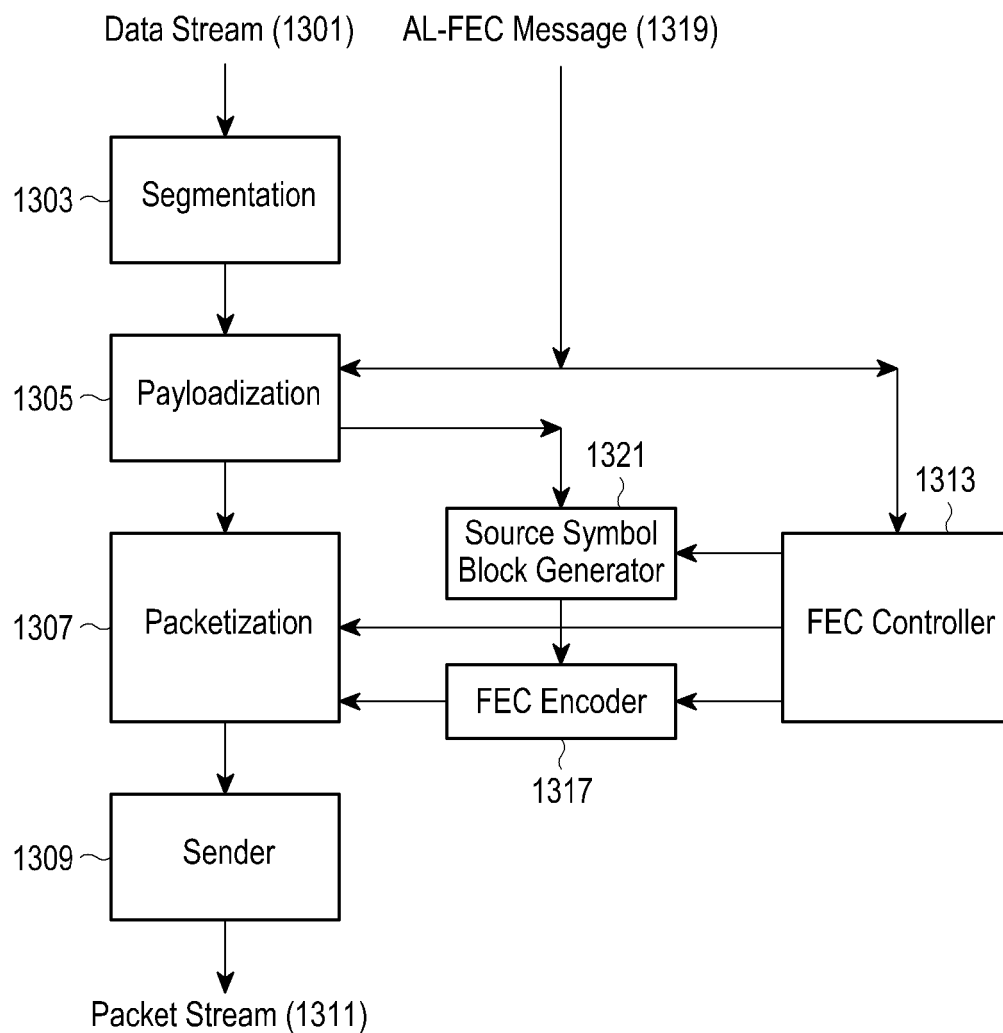 Data Stream (1301)
AL-FEC Message (1319)
1303
Segmentation
1305
Payloadization
1321
1313
Source Symbol
Block Generator
1307
Packetization
FEC Controller
FEC Encoder
1317
1309
Sender
Packet Stream (1311)